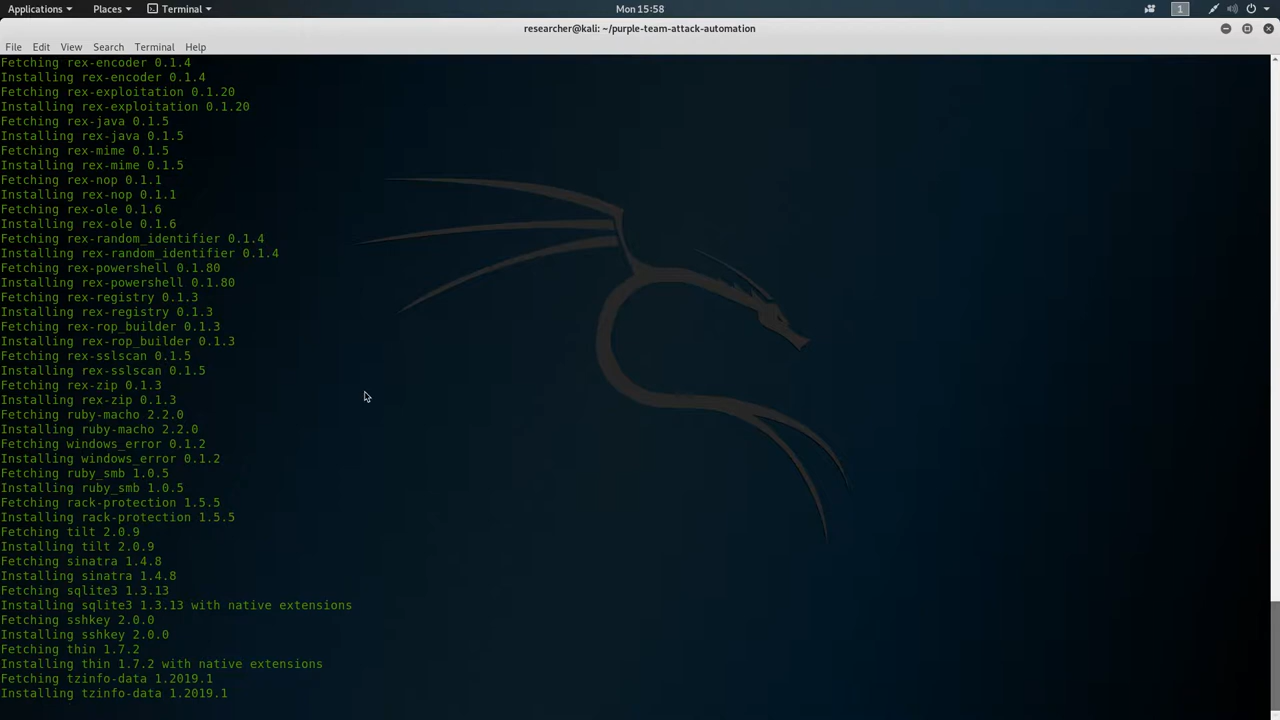 Applications
Places
Terminal
Mon 15:58
1
researcher@kali: ~/purple-team-attack-automation
File Edit View Search Terminal Help
Fetching rex-encoder 0.1.4
Installing rex-encoder 0.1.4
Fetching rex-exploitation 0.1.20
Installing rex-exploitation 0.1.20
Fetching rex-java 0.1.5
Installing rex-java 0.1.5
Fetching rex-mime 0.1.5
Installing rex-mime 0.1.5
Fetching rex-nop 0.1.1
Installing rex-nop 0.1.1
Fetching rex-ole 0.1.6
Installing rex-ole 0.1.6
Fetching rex-random_identifier 0.1.4
Installing rex-random_identifier 0.1.4
Fetching rex-powershell 0.1.80
Installing rex-powershell 0.1.80
Fetching rex-registry 0.1.3
Installing rex-registry 0.1.3
Fetching rex-rop_builder 0.1.3
Installing rex-rop_builder 0.1.3
Fetching rex-sslscan 0.1.5
Installing rex-sslscan 0.1.5
Fetching rex-zip 0.1.3
Installing rex-zip 0.1.3
Fetching ruby-macho 2.2.0
Installing ruby-macho 2.2.0
Fetching windows_error 0.1.2
Installing windows_error 0.1.2
Fetching ruby_smb 1.0.5
Installing ruby_smb 1.0.5
Fetching rack-protection 1.5.5
Installing rack-protection 1.5.5
Fetching tilt 2.0.9
Installing tilt 2.0.9
Fetching sinatra 1.4.8
Installing sinatra 1.4.8
Fetching sqlite3 1.3.13
Installing sqlite3 1.3.13 with native extensions
Fetching sshkey 2.0.0
Installing sshkey 2.0.0
Fetching thin 1.7.2
Installing thin 1.7.2 with native extensions
Fetching tzinfo-data 1.2019.1
Installing tzinfo-data 1.2019.1